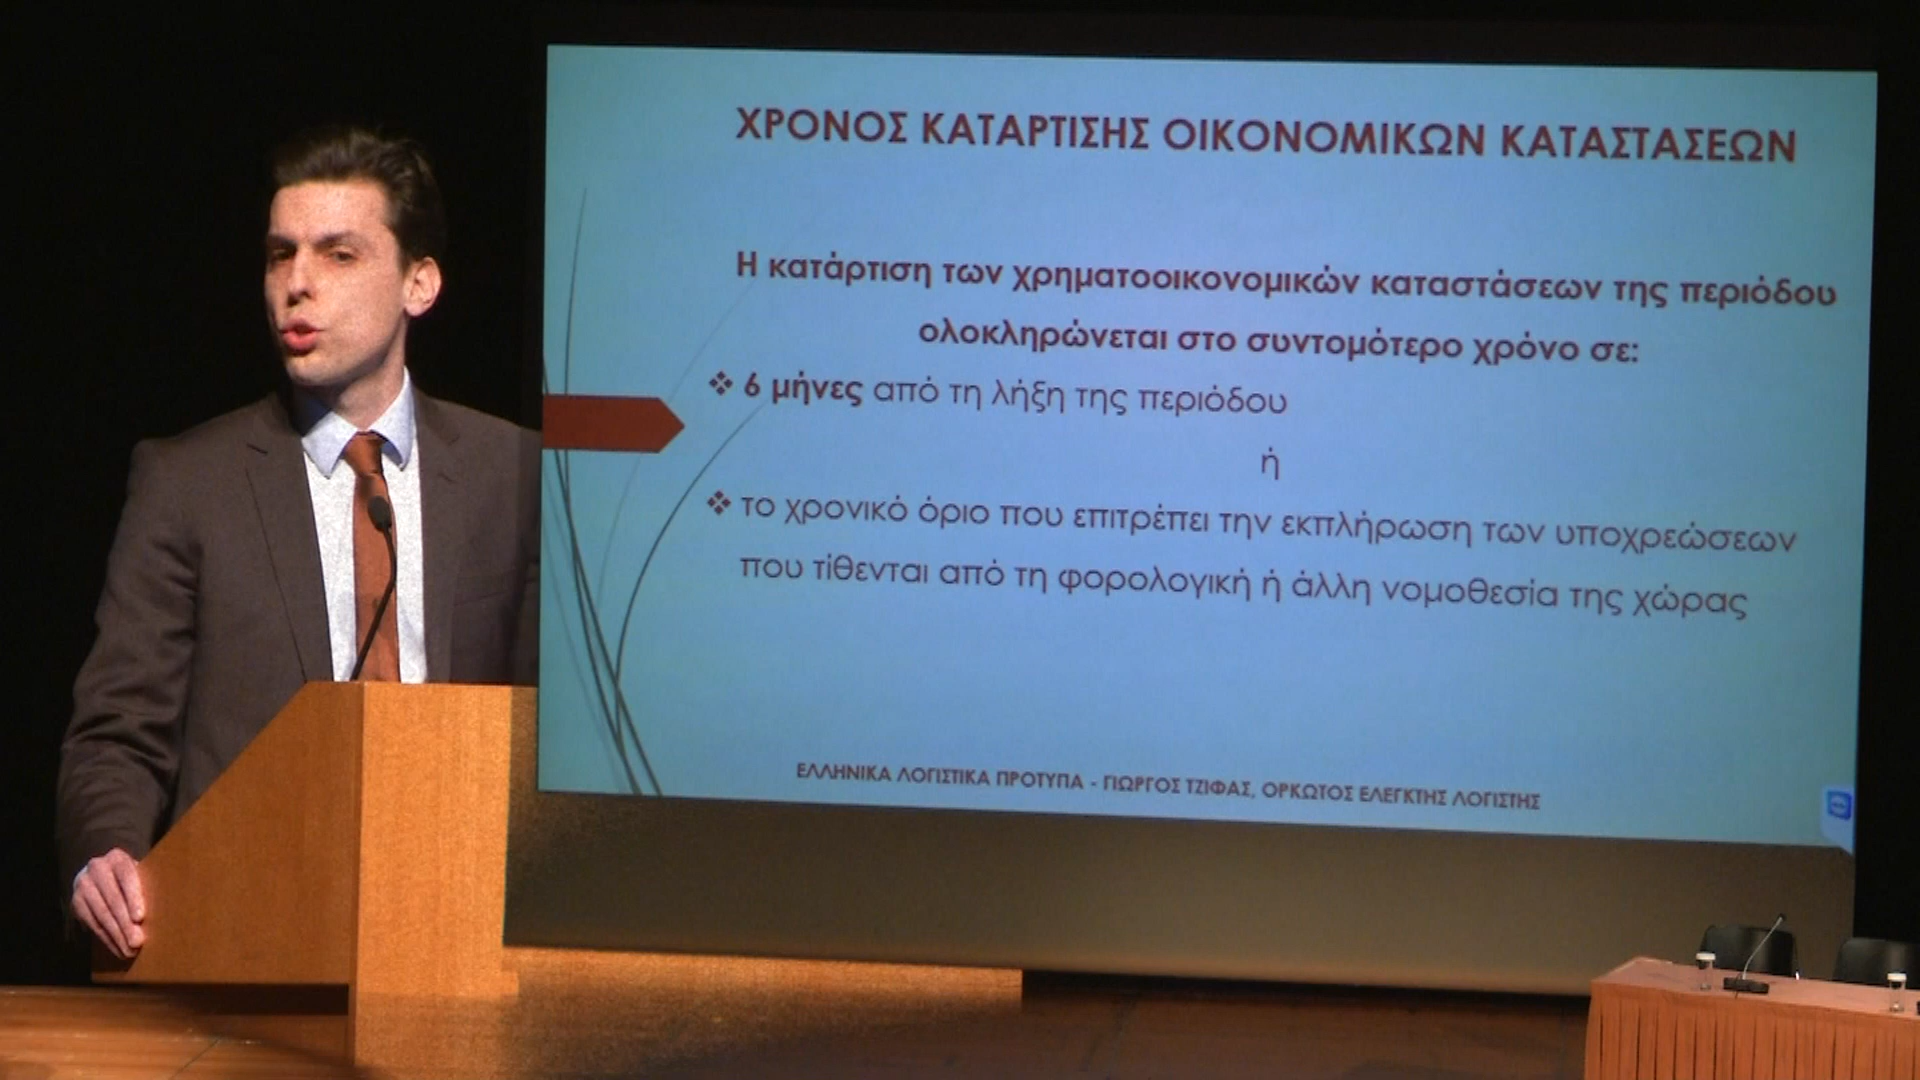 ΧΡΟΝΟΣ ΚΑΤΑΡΤΙΣΗΣ ΟΙΚΟΝΟΜΙΚΩΝ ΚΑΤΑΣΤΑΣΕΩΝ
Η κατάρτιση των χρηματοοικονομικών καταστάσεων της περιόδου
ολοκληρώνεται στο συντομότερο χρόνο σε:
❖ 6 μήνες από τη λήξη της περιόδου
ή
❖ το χρονικό όριο που επιτρέπει την εκπλήρωση των υποχρεώσεων
που τίθενται από τη φορολογική ή άλλη νομοθεσία της χώρας
ΕΛΛΗΝΙΚΑ ΛΟΓΙΣΤΙΚΑ ΠΡΟΤΥΠΑ - ΓΙΩΡΓΟΣ ΤΖΙΦΑΣ, ΟΡΚΩΤΟΣ ΕΛΕΓΚΤΗΣ ΛΟΓΙΣΤΗΣ